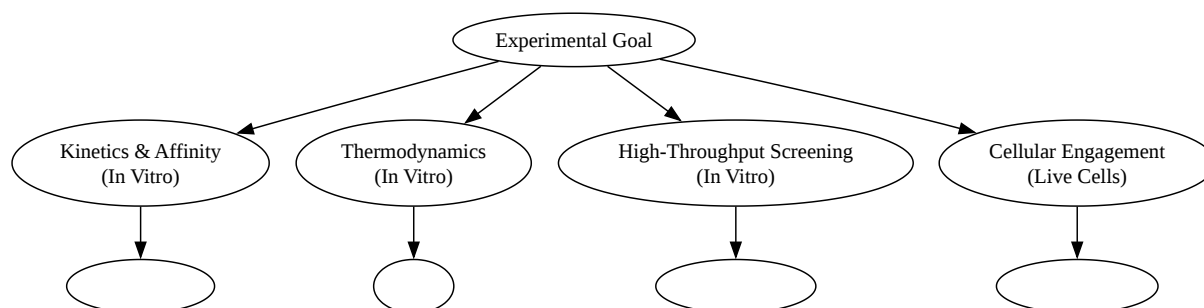 Experimental Goal
Kinetics & Affinity
(In Vitro)
Thermodynamics
(In Vitro)
High-Throughput Screening
(In Vitro)
Cellular Engagement
(Live Cells)